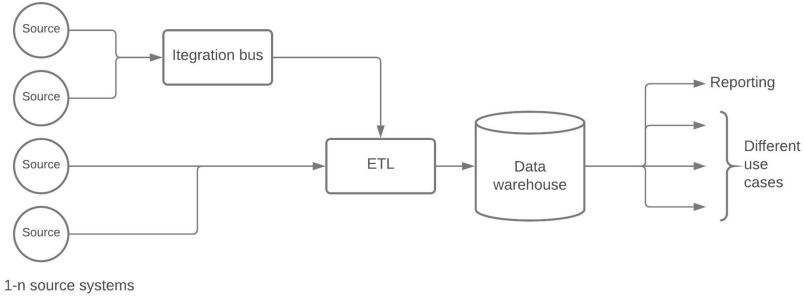 Source
Source
Source
Source
Itegration bus
ETL
Data
warehouse
Reporting
Different
use
cases
1-n source systems